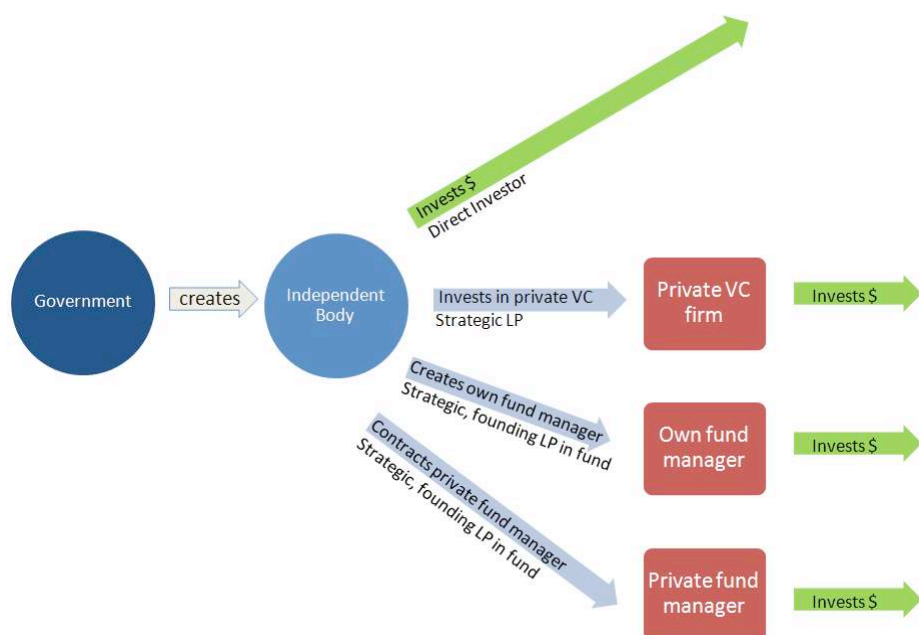 Invests $
Direct Investor
Government
creates
Independent
Body
Invests in private VC
Strategic LP
Private VC
firm
Invests $
Creates own fund manager
Strategic, founding LP in fund
Own fund
manager
Invests $
Contracts private fund manager
Strategic, founding LP in fund
Private fund
manager
Invests $